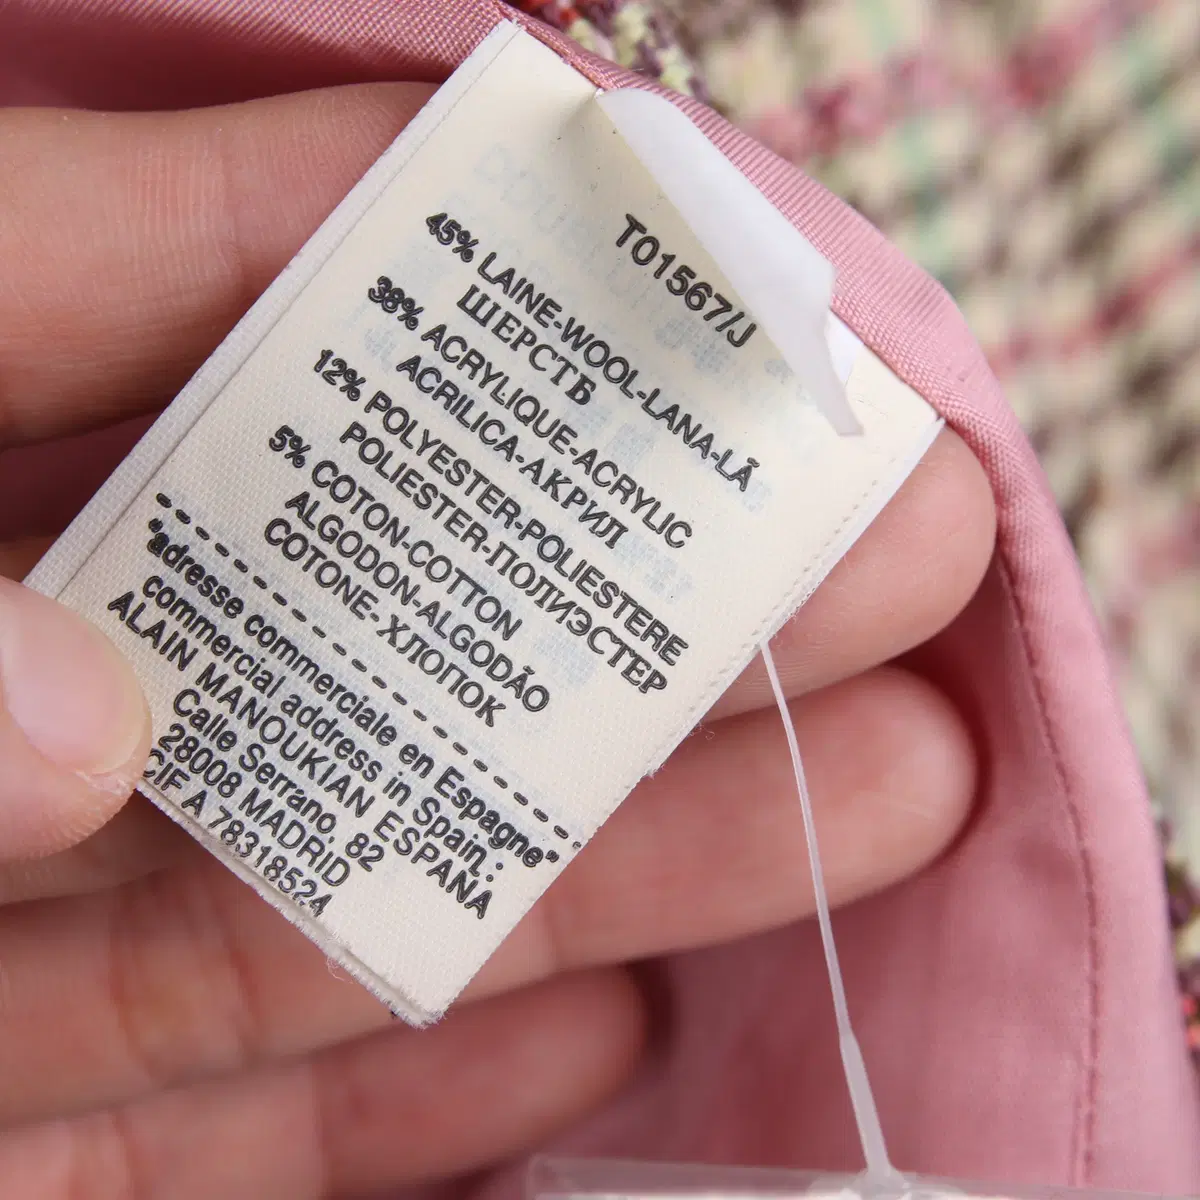 T01567/J
45% LAINE-WOOL-LANA-LÃ
ШЕРСТЬ
38% ACRYLIQUE-ACRYLIC
ACRILICA-АКРИЛ
12% POLYESTER-POLIESTERE
POLIESTER-ПОЛИЭСТЕР
5% COTON-COTTON
ALGODON-ALGODÃO
COTONE-ХЛОПОК
"adresse commerciale en Espagne"
commercial address in Spain,:
ALAIN MANOUKIAN ESPANA
Calle Serrano, 82
28008 MADRID
CIF A 78318524